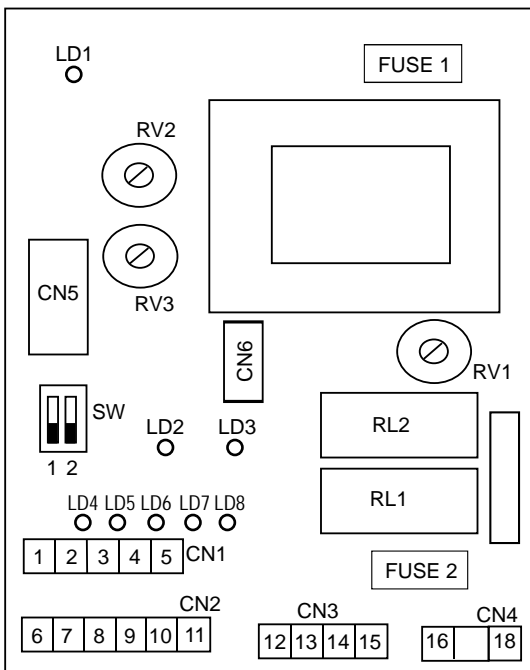 LD1
FUSE 1
RV2
RV3
CN5
CN6
RV1
SW
1 2
LD2 LD3
RL2
RL1
LD4 LD5 LD6 LD7 LD8
1 2 3 4 5 CN1
FUSE 2
CN2
6 7 8 9 10 11
CN3
12 13 14 15
CN4
16 18